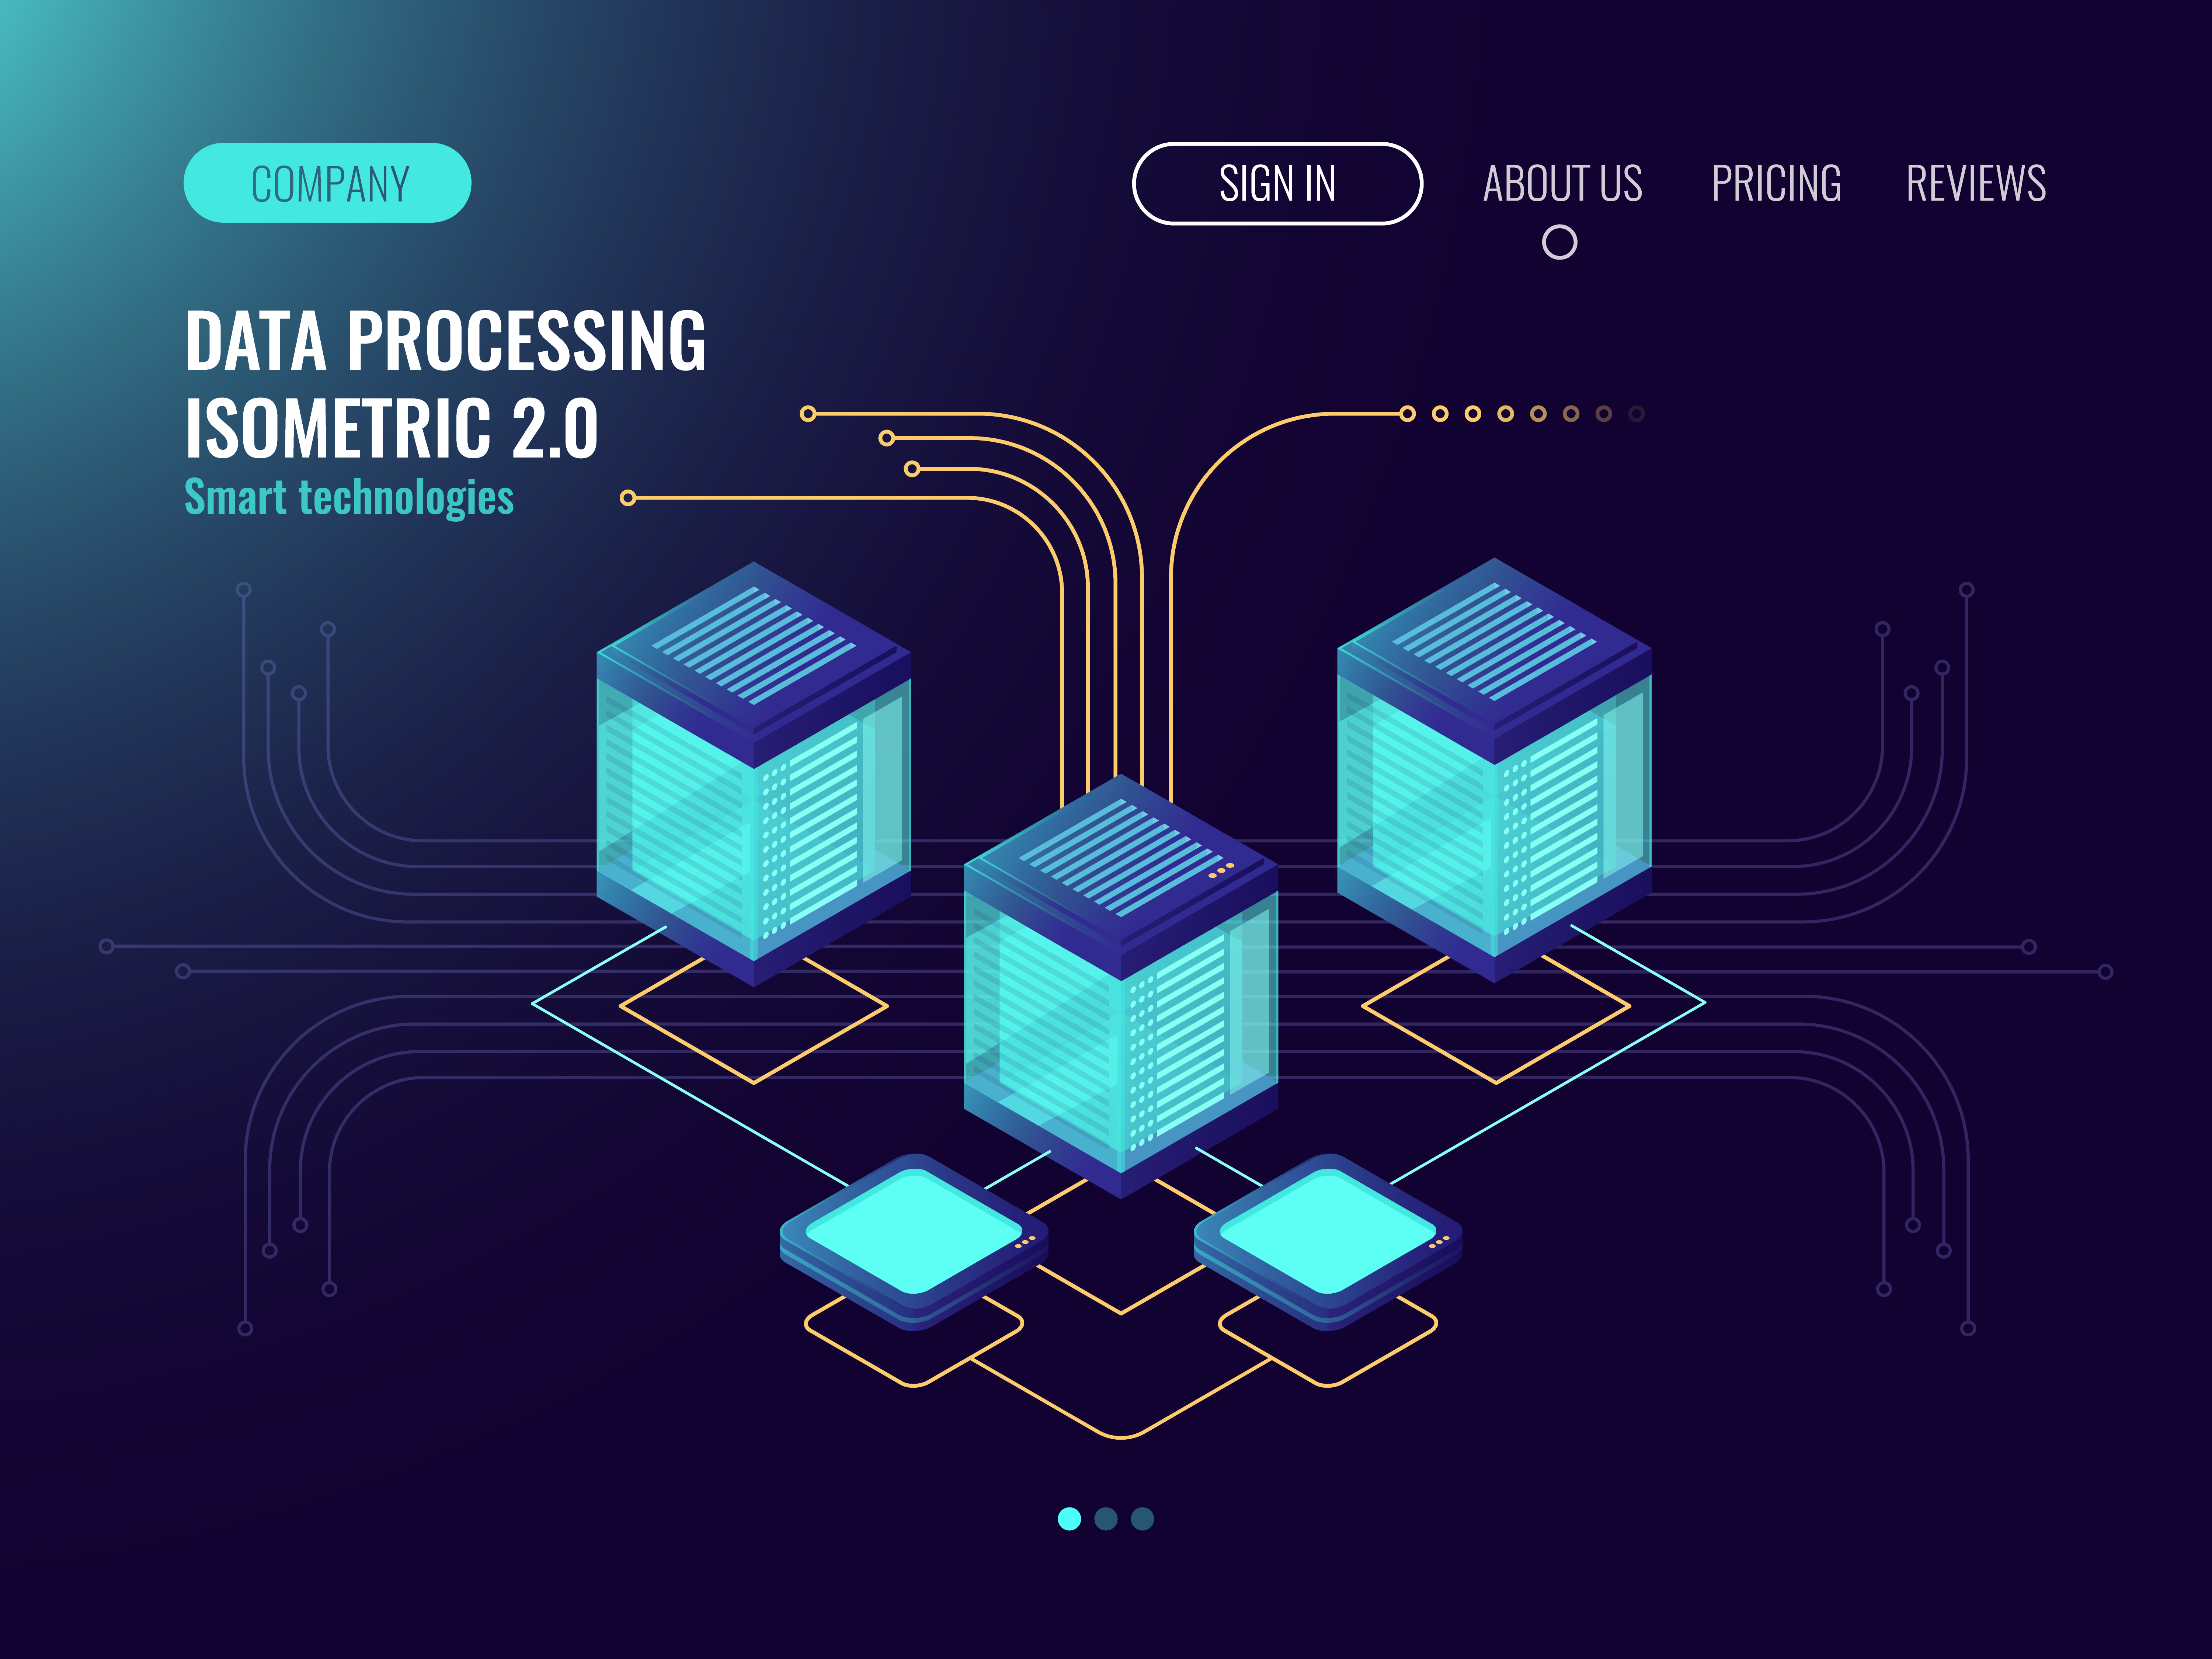 COMPANY
SIGN IN
ABOUT US
PRICING
REVIEWS
DATA PROCESSING
ISOMETRIC 2.0
Smart technologies